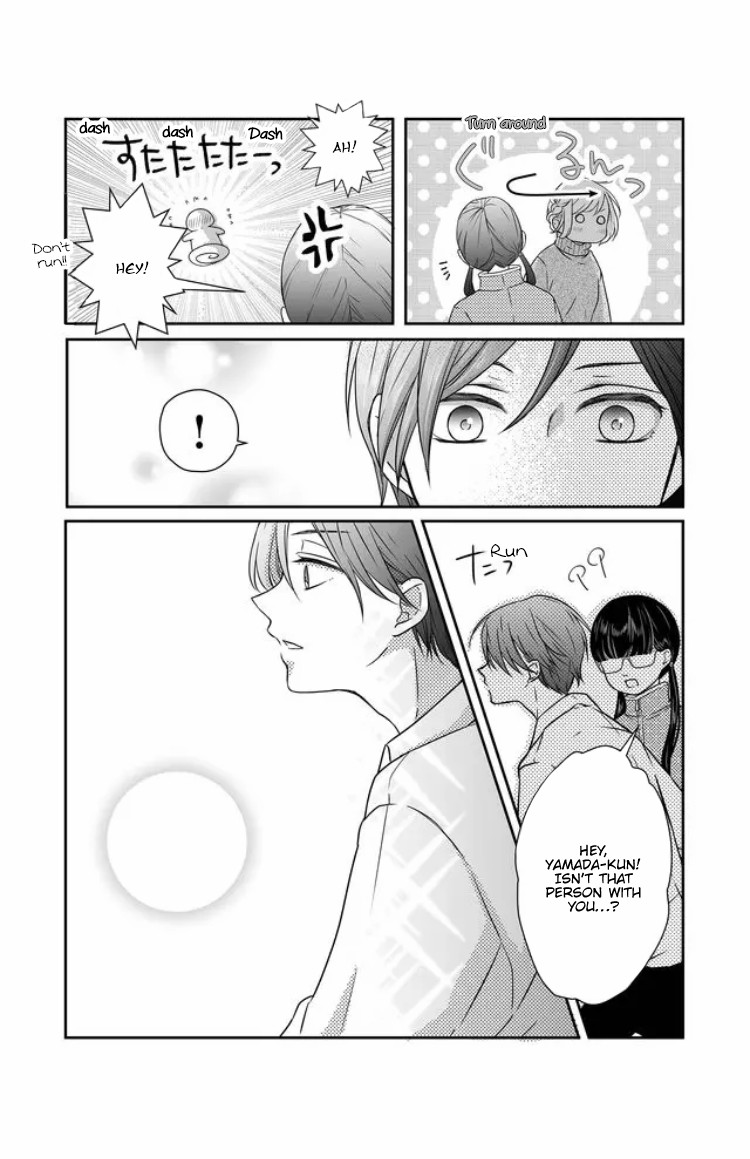 Turn around
ぐるんっ
AH!
dash
dash
Dash
すたたたたーっ
HEY!
Don't
run!!
!
Run
たっ
??
HEY,
YAMADA-KUN!
ISN'T THAT
PERSON WITH
YOU...?